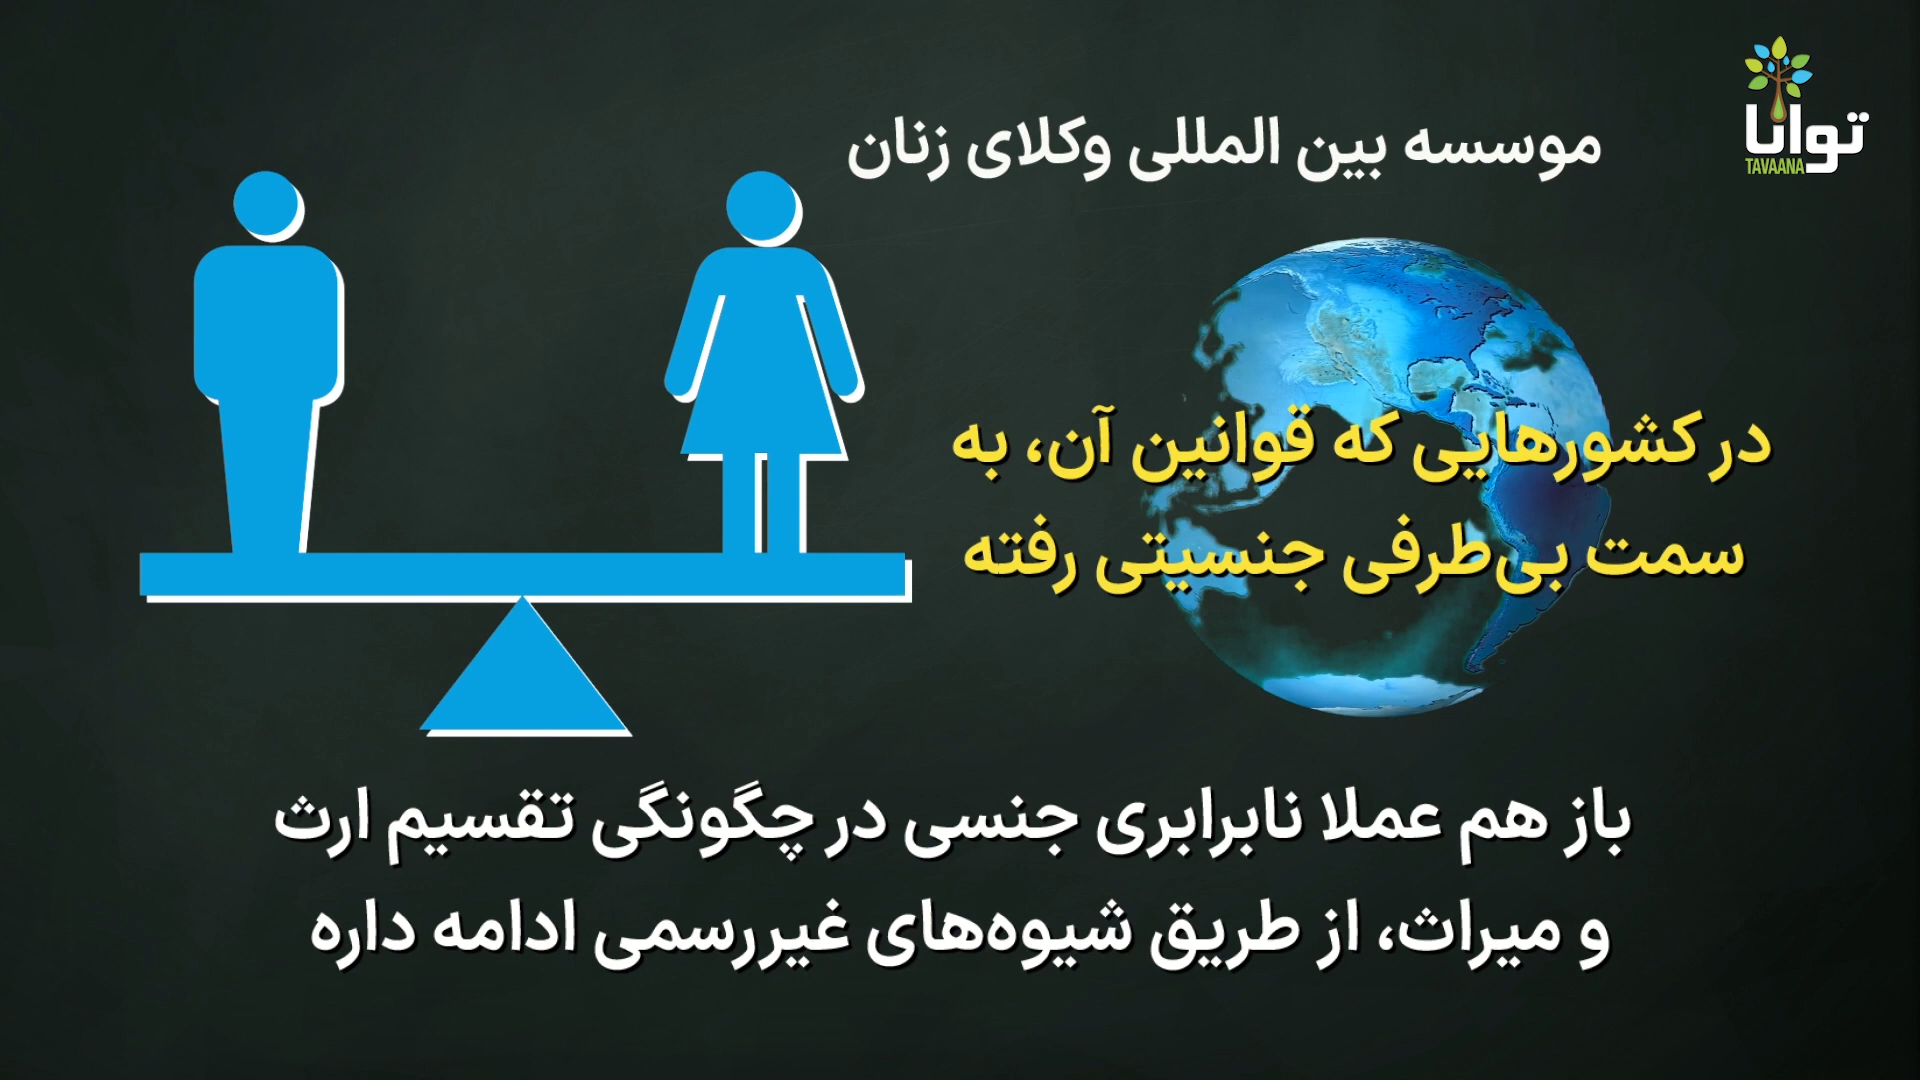 توانا
TAVAANA
موسسه بین المللی وکلای زنان
در کشورهایی که قوانین آن، به
سمت بی‌طرفی جنسیتی رفته
باز هم عملا نابرابری جنسی در چگونگی تقسیم ارث
و میراث، از طریق شیوه‌های غیررسمی ادامه داره